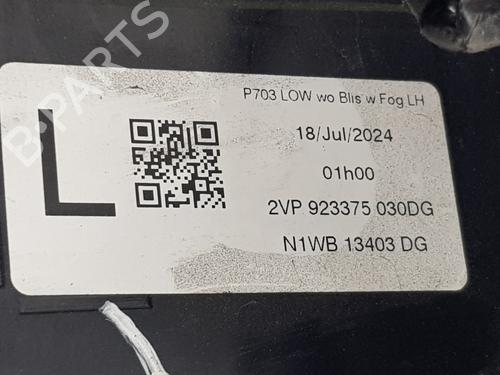 B-PARTS
P703 LOW wo Blis w Fog LH
L
18/Jul/2024
01h00
2VP 923375 030DG
N1WB 13403 DG